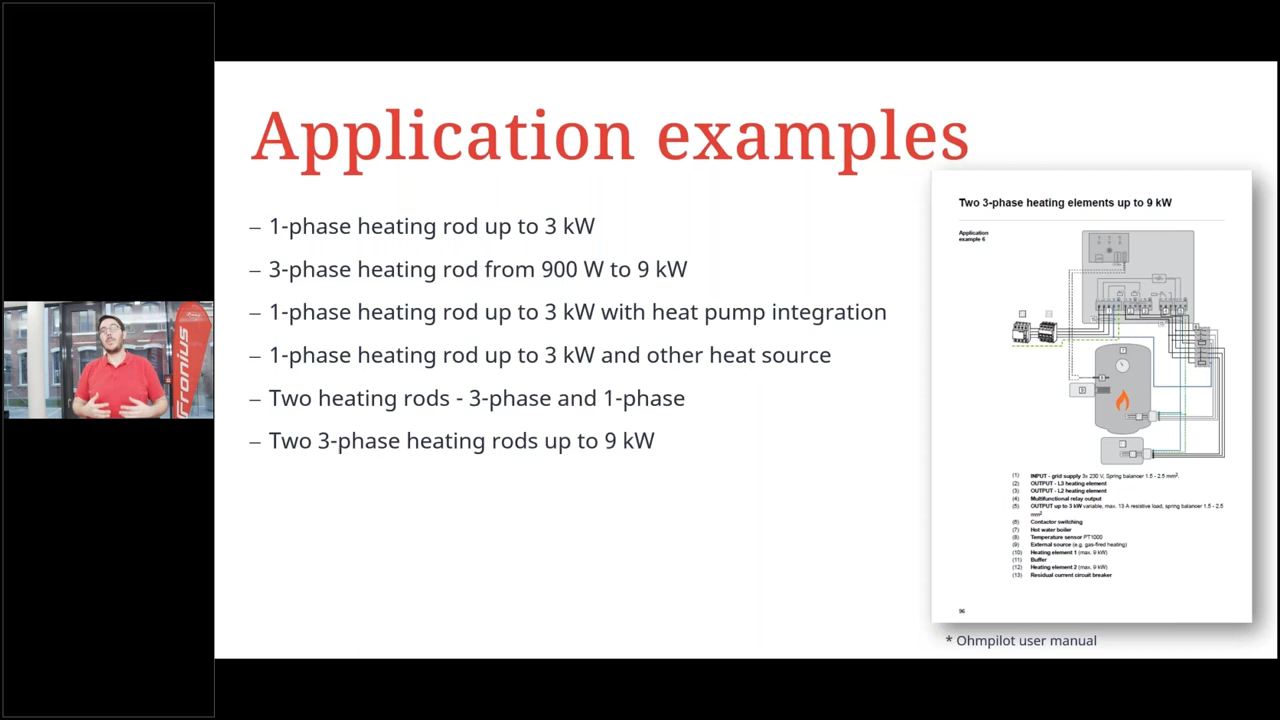 Application examples
– 1-phase heating rod up to 3 kW
– 3-phase heating rod from 900 W to 9 kW
– 1-phase heating rod up to 3 kW with heat pump integration
– 1-phase heating rod up to 3 kW and other heat source
– Two heating rods - 3-phase and 1-phase
– Two 3-phase heating rods up to 9 kW
Fronius
Two 3-phase heating elements up to 9 kW
Application
example 6
(1) INPUT - grid supply 3x 230 V, Spring balancer 1.5 - 2.5 mm².
(2) OUTPUT - L3 heating element
(3) OUTPUT - L2 heating element
(4) Multifunctional relay output
(5) OUTPUT up to 3 kW variable, max. 13 A resistive load, spring balancer 1.5 - 2.5
mm²
(6) Contactor switching
(7) Hot water boiler
(8) Temperature sensor PT1000
(9) External source (e.g. gas-fired heating)
(10) Heating element 1 (max. 9 kW)
(11) Buffer
(12) Heating element 2 (max. 9 kW)
(13) Residual current circuit breaker
96
* Ohmpilot user manual